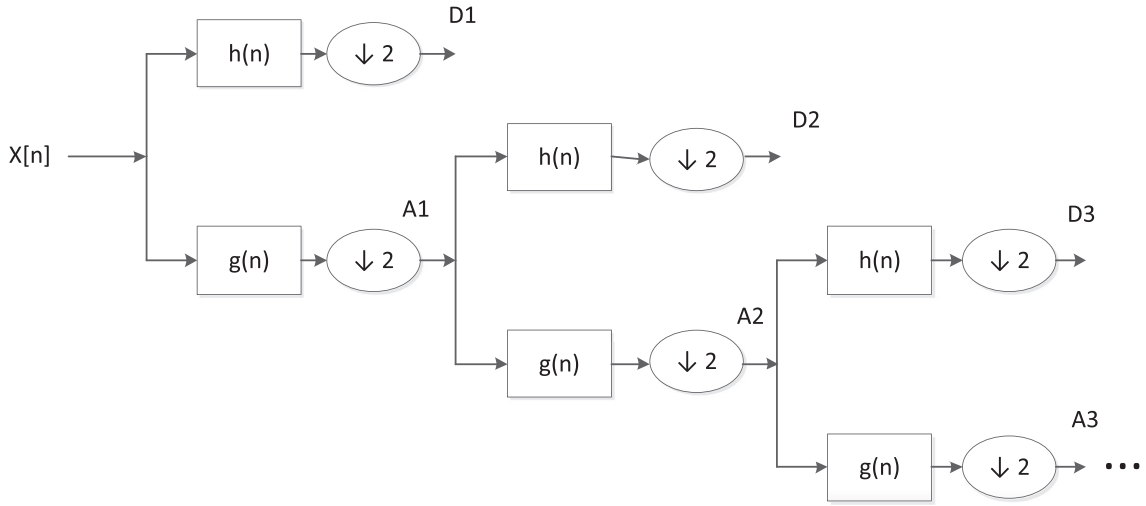 D1
h(n)
↓ 2
D2
X[n]
h(n)
↓ 2
A1
D3
g(n)
↓ 2
h(n)
↓ 2
A2
g(n)
↓ 2
A3
g(n)
↓ 2
...